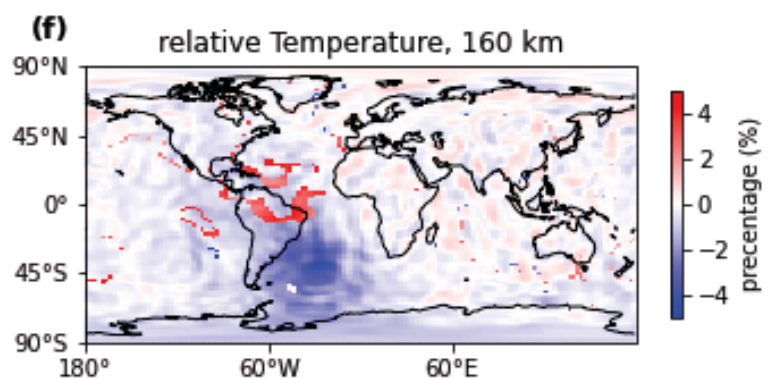 (f)
relative Temperature, 160 km
90°N
45°N
0°
45°S
90°S
180°
60°W
60°E
4
2
0
−2
−4
precentage (%)